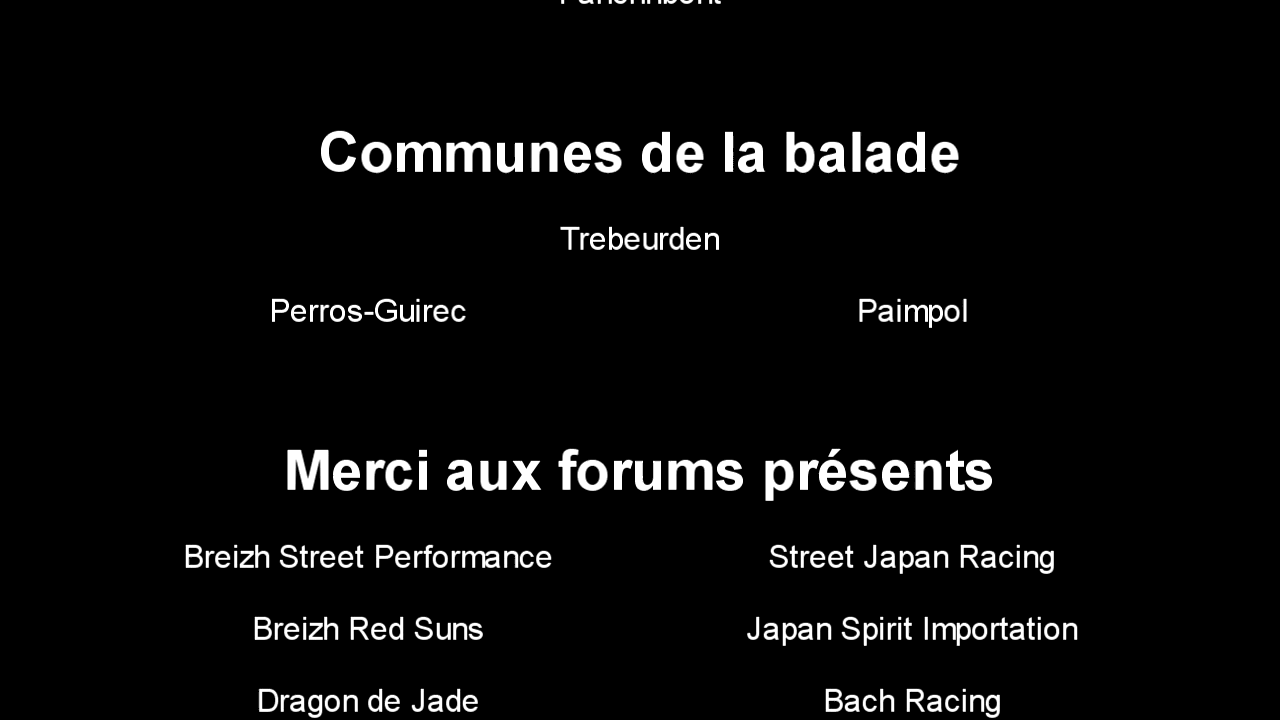 Communes de la balade
Trebeurden
Perros-Guirec Paimpol
Merci aux forums présents
Breizh Street Performance Street Japan Racing
Breizh Red Suns Japan Spirit Importation
Dragon de Jade Bach Racing